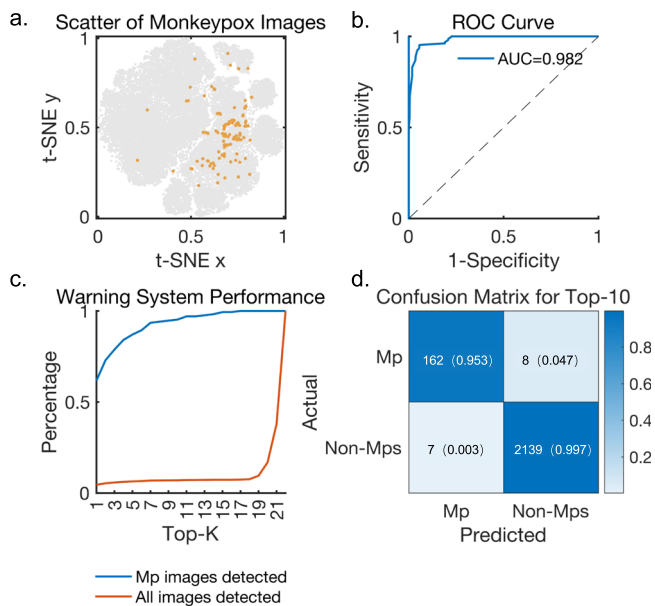 a.
Scatter of Monkeypox Images
1
0.5
0
t-SNE y
0
0.5
1
t-SNE x
b.
ROC Curve
AUC=0.982
1
0.5
0
Sensitivity
0
0.5
1
1-Specificity
c.
Warning System Performance
1
0.5
0
Percentage
1
3
5
7
9
11
13
15
17
19
21
Top-K
Mp images detected
All images detected
d.
Confusion Matrix for Top-10
Actual
Mp
162（0.953）
8（0.047）
Non-Mps
7（0.003）
2139（0.997）
Mp
Non-Mps
Predicted
0.8
0.6
0.4
0.2